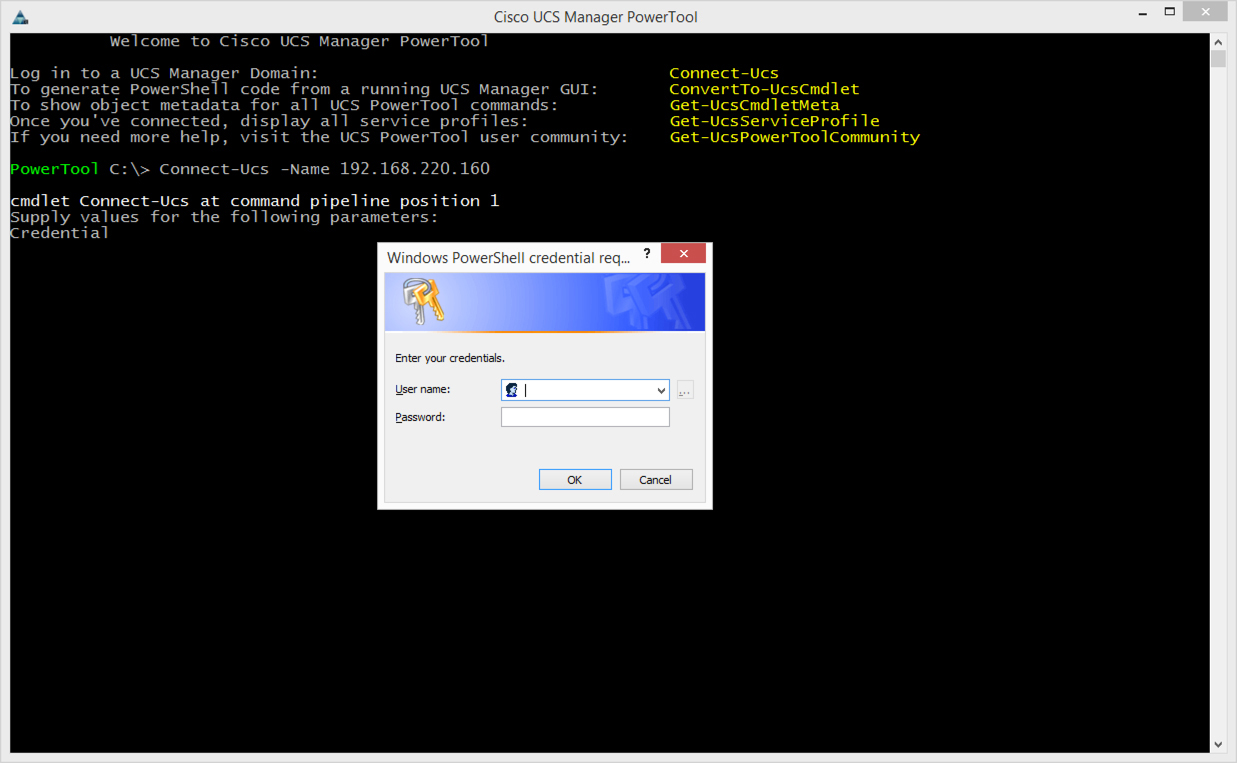 Cisco UCS Manager PowerTool
Welcome to Cisco UCS Manager PowerTool
Log in to a UCS Manager Domain: Connect-Ucs
To generate PowerShell code from a running UCS Manager GUI: ConvertTo-UcsCmdlet
To show object metadata for all UCS PowerTool commands: Get-UcsCmdletMeta
Once you've connected, display all service profiles: Get-UcsServiceProfile
If you need more help, visit the UCS PowerTool user community: Get-UcsPowerToolCommunity
PowerTool C:\> Connect-Ucs -Name 192.168.220.160
cmdlet Connect-Ucs at command pipeline position 1
Supply values for the following parameters:
Credential
Windows PowerShell credential req... ?
Enter your credentials.
User name:
...
Password:
OK Cancel